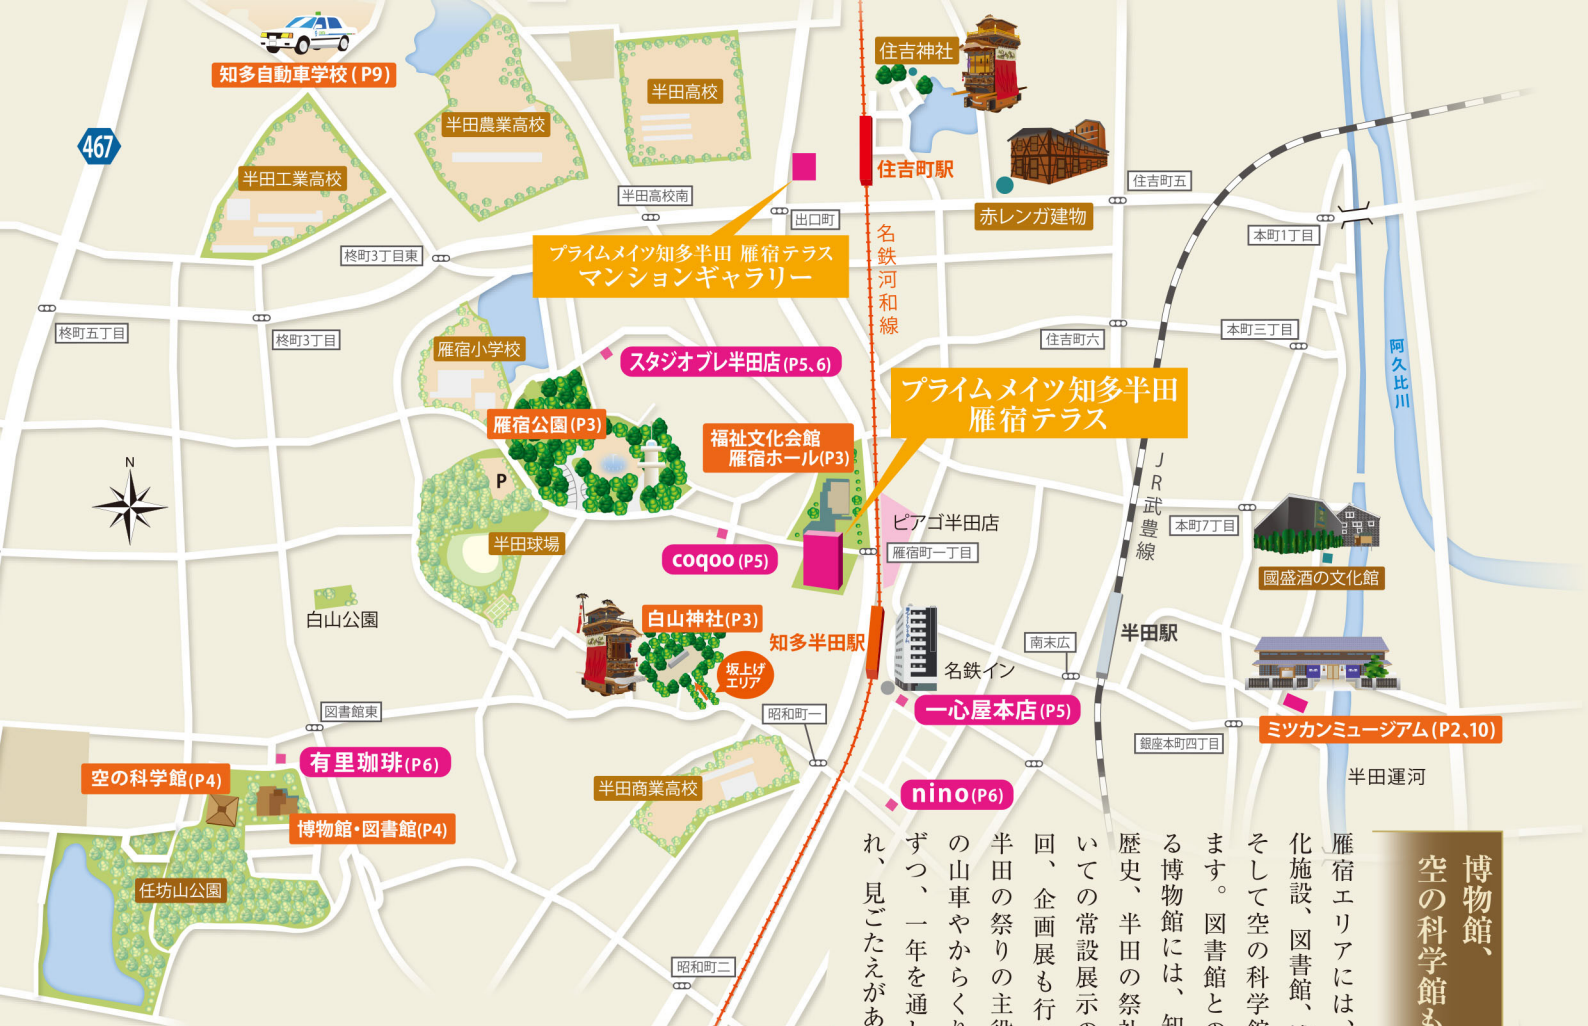 知多自動車学校(P9)
467
半田工業高校
半田農業高校
半田高校
半田高校南
出口町
住吉神社
住吉町駅
赤レンガ建物
住吉町五
本町1丁目
柊町3丁目東
プライムメイツ知多半田 雁宿テラス
マンションギャラリー
名鉄河和線
柊町五丁目
柊町3丁目
雁宿小学校
スタジオ ブレ半田店(P5、6)
住吉町六
本町三丁目
阿久比川
プライムメイツ知多半田
雁宿テラス
雁宿公園(P3)
福祉文化会館
雁宿ホール(P3)
N
P
JR武豊線
ピアゴ半田店
本町7丁目
半田球場
coqoo(P5)
雁宿町一丁目
國盛酒の文化館
白山公園
白山神社(P3)
坂上げ
エリア
知多半田駅
名鉄イン
南末広
半田駅
図書館東
昭和町一
一心屋本店(P5)
銀座本町四丁目
ミツカンミュージアム(P2、10)
半田運河
有里珈琲(P6)
空の科学館(P4)
博物館・図書館(P4)
半田商業高校
nino(P6)
任坊山公園
昭和町二
博物館、
空の科学館も
雁宿エリアには、
化施設、図書館、
そして空の科学館
ます。図書館との
る博物館には、知
歴史、半田の祭礼
いての常設展示の
回、企画展も行
半田の祭りの主役
の山車やからくり
ずつ、一年を通し
れ、見ごたえがあ